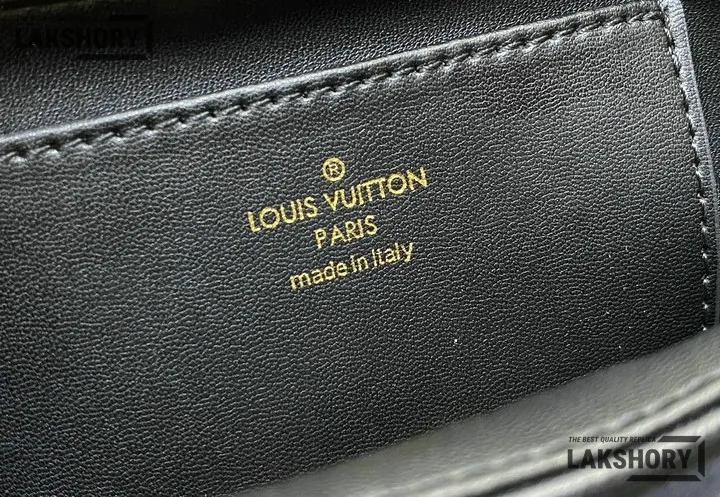 LAKSHORY
®
LOUIS VUITTON
PARIS
made in Italy
THE BEST QUALITY REPLICA
LAKSHORY